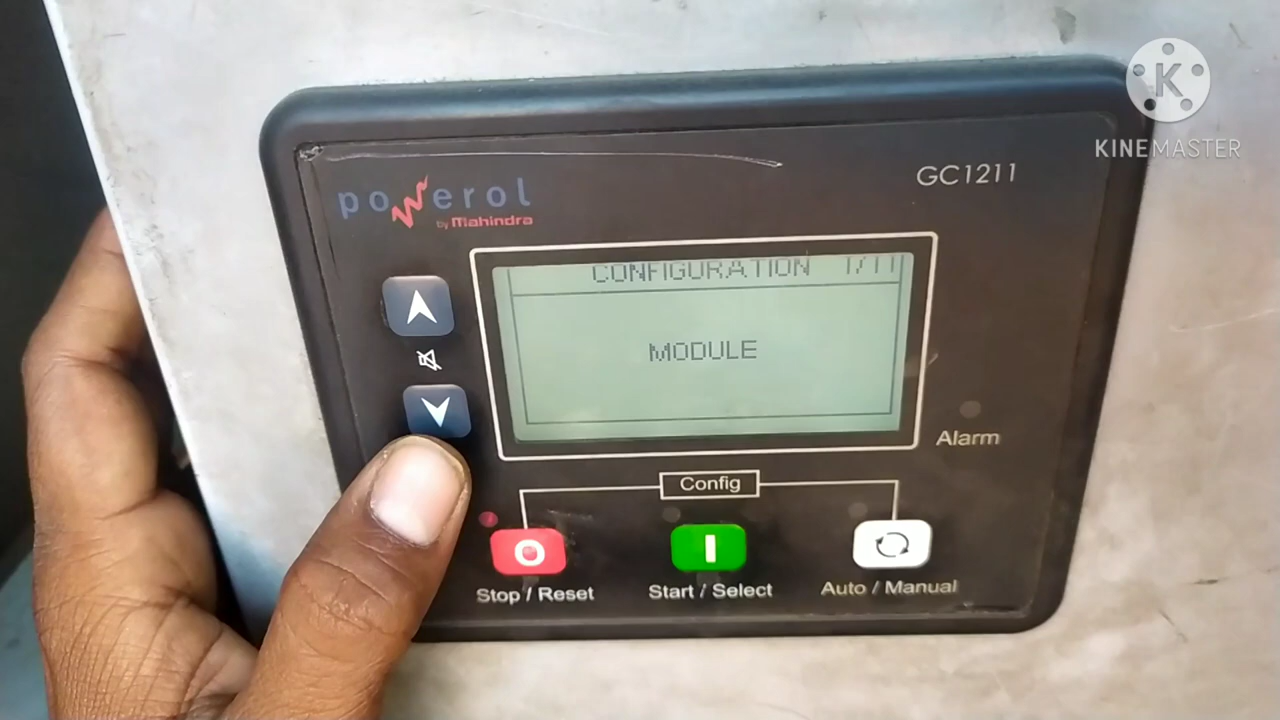 K
KINEMASTER
GC1211
powerol
by Mahindra
CONFIGURATION 1/11
MODULE
Alarm
Config
Stop / Reset
Start / Select
Auto / Manual